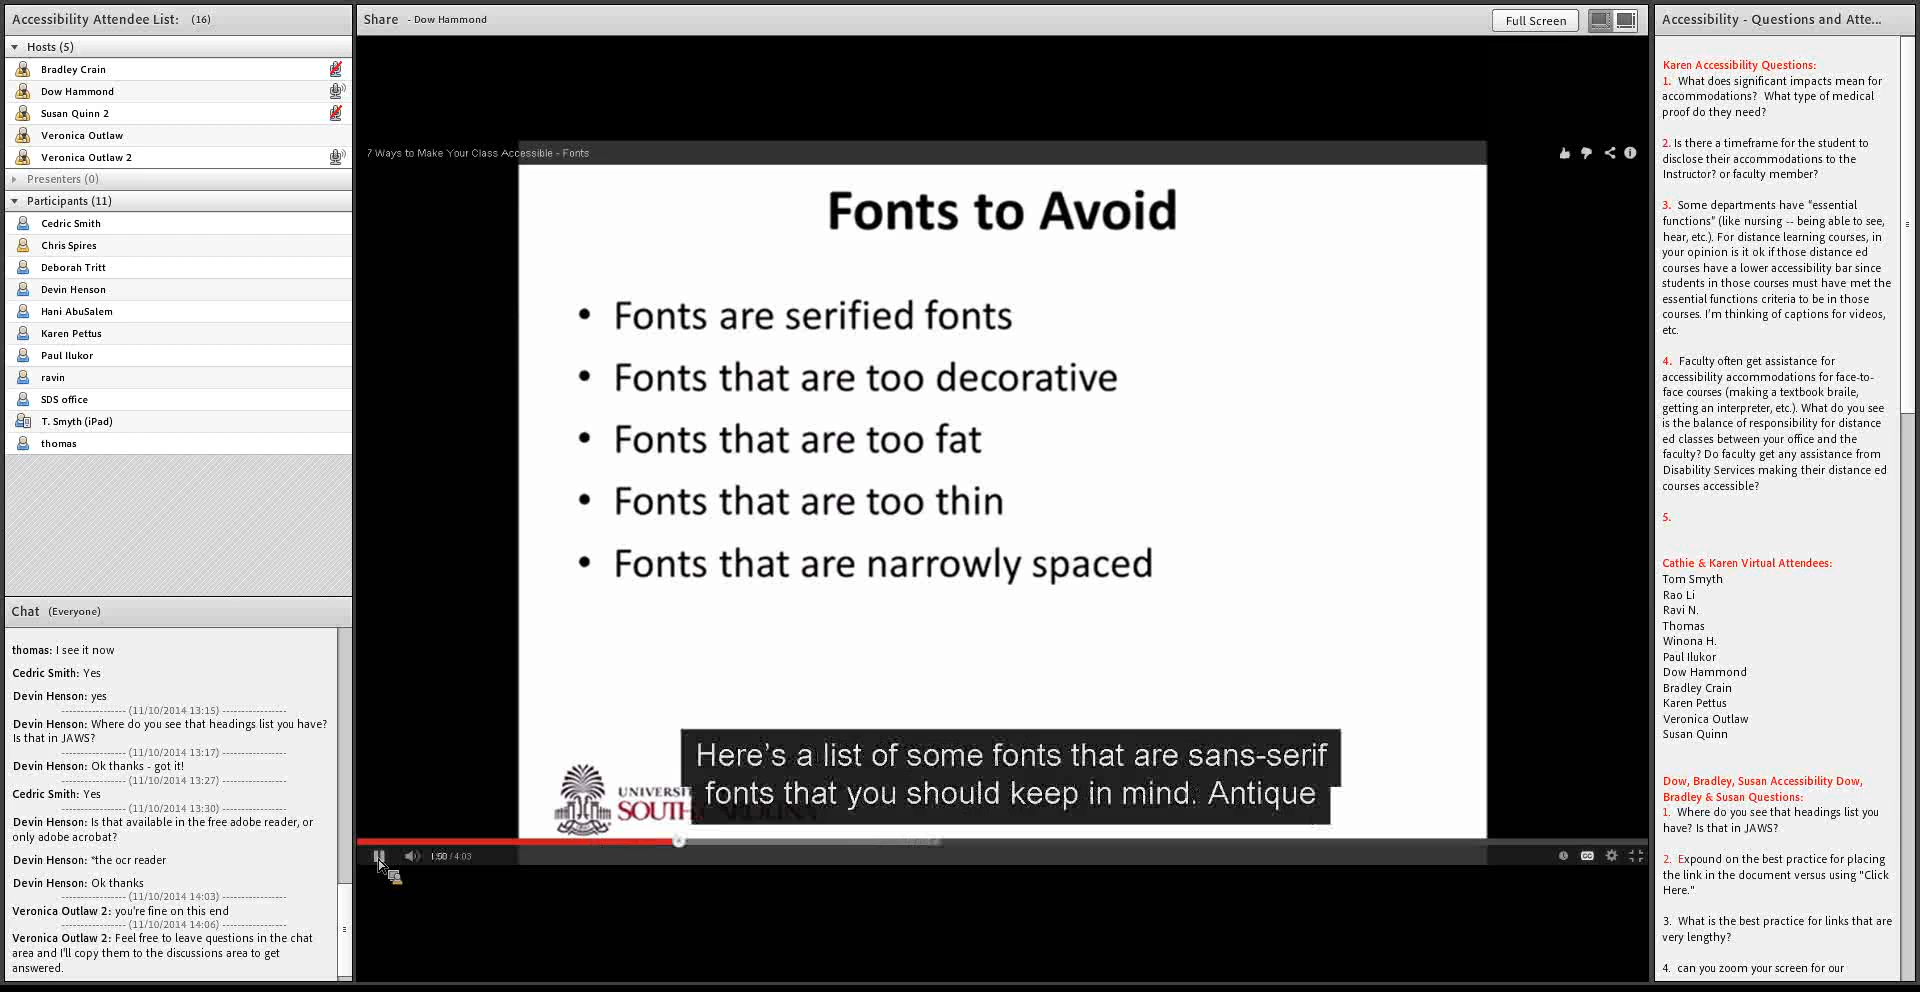 Accessibility Attendee List: (16)
Hosts (5)
Bradley Crain
Dow Hammond
Susan Quinn 2
Veronica Outlaw
Veronica Outlaw 2
Presenters (0)
Participants (11)
Cedric Smith
Chris Spires
Deborah Tritt
Devin Henson
Hani AbuSalem
Karen Pettus
Paul Ilukor
ravin
SDS office
T. Smyth (iPad)
thomas
Chat (Everyone)
thomas: I see it now
Cedric Smith: Yes
Devin Henson: yes
------------------ (11/10/2014 13:15) ------------------
Devin Henson: Where do you see that headings list you have?
Is that in JAWS?
------------------ (11/10/2014 13:17) ------------------
Devin Henson: Ok thanks - got it!
------------------ (11/10/2014 13:27) ------------------
Cedric Smith: Yes
------------------ (11/10/2014 13:30) ------------------
Devin Henson: Is that available in the free adobe reader, or
only adobe acrobat?
Devin Henson: *the ocr reader
Devin Henson: Ok thanks
------------------ (11/10/2014 14:03) ------------------
Veronica Outlaw 2: you're fine on this end
------------------ (11/10/2014 14:06) ------------------
Veronica Outlaw 2: Feel free to leave questions in the chat
area and I'll copy them to the discussions area to get
answered.
Share - Dow Hammond
Full Screen
7 Ways to Make Your Class Accessible - Fonts
Fonts to Avoid
• Fonts are serified fonts
• Fonts that are too decorative
• Fonts that are too fat
• Fonts that are too thin
• Fonts that are narrowly spaced
Here's a list of some fonts that are sans-serif
fonts that you should keep in mind. Antique
1:50 / 4:03
CC
Accessibility - Questions and Atte...
Karen Accessibility Questions:
1. What does significant impacts mean for
accommodations? What type of medical
proof do they need?
2. Is there a timeframe for the student to
disclose their accommodations to the
Instructor? or faculty member?
3. Some departments have "essential
functions" (like nursing -- being able to see,
hear, etc.). For distance learning courses, in
your opinion is it ok if those distance ed
courses have a lower accessibility bar since
students in those courses must have met the
essential functions criteria to be in those
courses. I'm thinking of captions for videos,
etc.
4. Faculty often get assistance for
accessibility accommodations for face-to-
face courses (making a textbook braile,
getting an interpreter, etc.). What do you see
is the balance of responsibility for distance
ed classes between your office and the
faculty? Do faculty get any assistance from
Disability Services making their distance ed
courses accessible?
5.
Cathie & Karen Virtual Attendees:
Tom Smyth
Rao Li
Ravi N.
Thomas
Winona H.
Paul Ilukor
Dow Hammond
Bradley Crain
Karen Pettus
Veronica Outlaw
Susan Quinn
Dow, Bradley, Susan Accessibility Dow,
Bradley & Susan Questions:
1. Where do you see that headings list you
have? Is that in JAWS?
2. Expound on the best practice for placing
the link in the document versus using "Click
Here."
3. What is the best practice for links that are
very lengthy?
4. can you zoom your screen for our